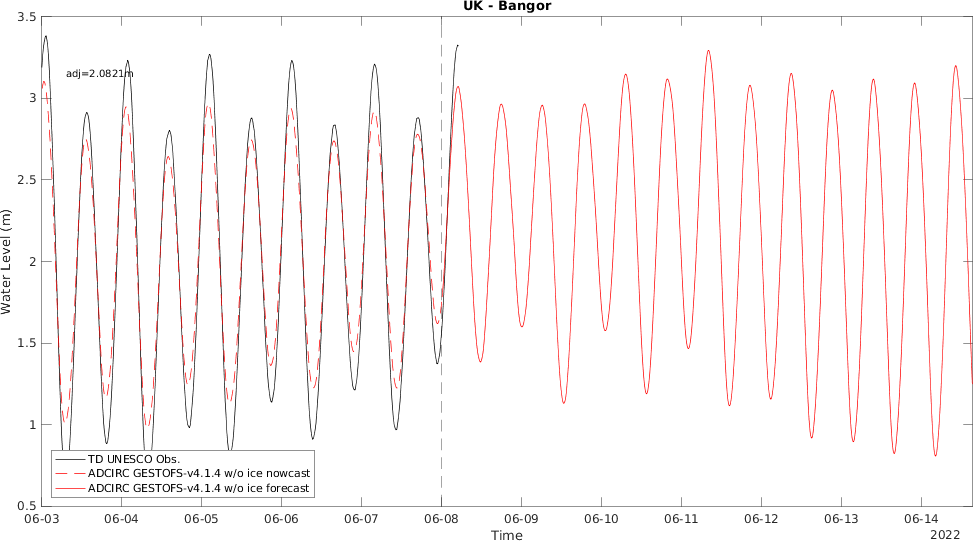 UK - Bangor
3.5
adj=2.0821m
3
2.5
2
1.5
1
0.5
Water Level (m)
TD UNESCO Obs.
ADCIRC GESTOFS-v4.1.4 w/o ice nowcast
ADCIRC GESTOFS-v4.1.4 w/o ice forecast
06-03 06-04 06-05 06-06 06-07 06-08 06-09 06-10 06-11 06-12 06-13 06-14
Time
2022